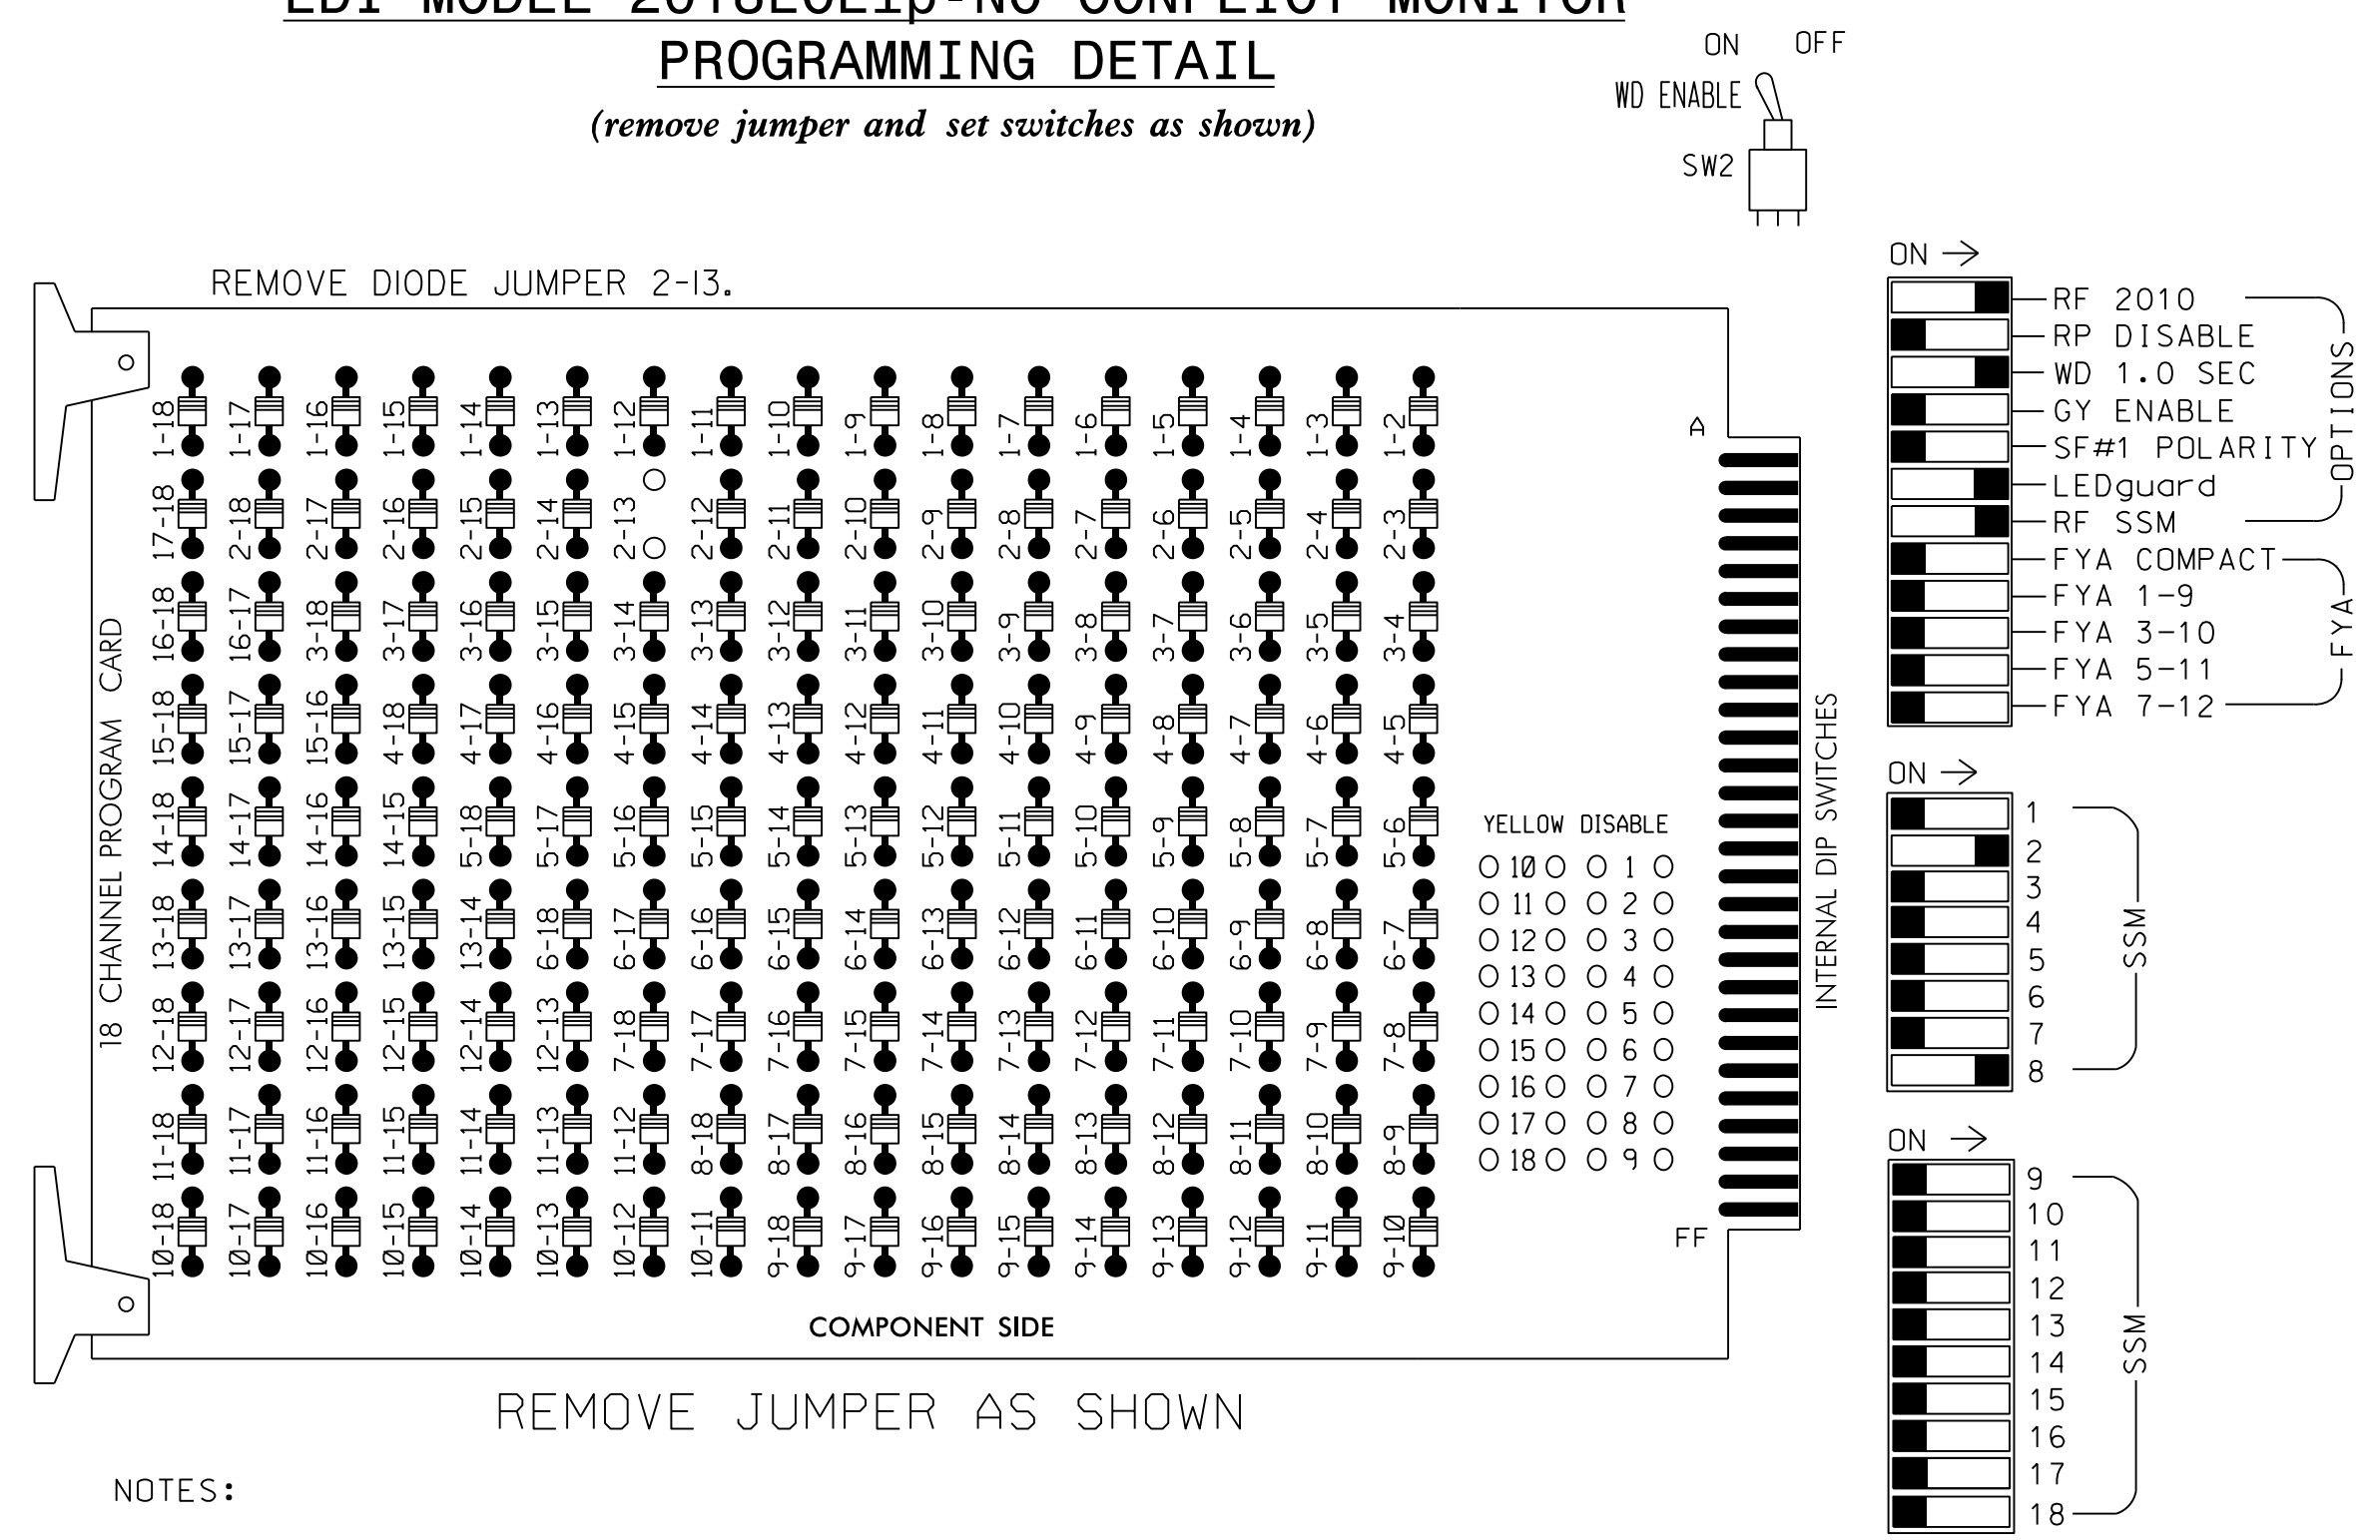 PROGRAMMING DETAIL
(remove jumper and set switches as shown)
ON OFF
WD ENABLE
SW2
REMOVE DIODE JUMPER 2-13.
18 CHANNEL PROGRAM CARD
1-18 1-17 1-16 1-15 1-14 1-13 1-12 1-11 1-10 1-9 1-8 1-7 1-6 1-5 1-4 1-3 1-2
17-18 2-18 2-17 2-16 2-15 2-14 2-13 2-12 2-11 2-10 2-9 2-8 2-7 2-6 2-5 2-4 2-3
16-18 16-17 3-18 3-17 3-16 3-15 3-14 3-13 3-12 3-11 3-10 3-9 3-8 3-7 3-6 3-5 3-4
15-18 15-17 15-16 4-18 4-17 4-16 4-15 4-14 4-13 4-12 4-11 4-10 4-9 4-8 4-7 4-6 4-5
14-18 14-17 14-16 14-15 5-18 5-17 5-16 5-15 5-14 5-13 5-12 5-11 5-10 5-9 5-8 5-7 5-6
13-18 13-17 13-16 13-15 13-14 6-18 6-17 6-16 6-15 6-14 6-13 6-12 6-11 6-10 6-9 6-8 6-7
12-18 12-17 12-16 12-15 12-14 12-13 7-18 7-17 7-16 7-15 7-14 7-13 7-12 7-11 7-10 7-9 7-8
11-18 11-17 11-16 11-15 11-14 11-13 11-12 8-18 8-17 8-16 8-15 8-14 8-13 8-12 8-11 8-10 8-9
10-18 10-17 10-16 10-15 10-14 10-13 10-12 10-11 9-18 9-17 9-16 9-15 9-14 9-13 9-12 9-11 9-10
A
FF
YELLOW DISABLE
10 1
11 2
12 3
13 4
14 5
15 6
16 7
17 8
18 9
COMPONENT SIDE
INTERNAL DIP SWITCHES
ON →
RF 2010
RP DISABLE
WD 1.0 SEC
GY ENABLE
SF#1 POLARITY
LEDguard
RF SSM
OPTIONS
FYA COMPACT
FYA 1-9
FYA 3-10
FYA 5-11
FYA 7-12
FYA
ON →
1
2
3
4
5
6
7
8
SSM
ON →
9
10
11
12
13
14
15
16
17
18
SSM
REMOVE JUMPER AS SHOWN
NOTES: